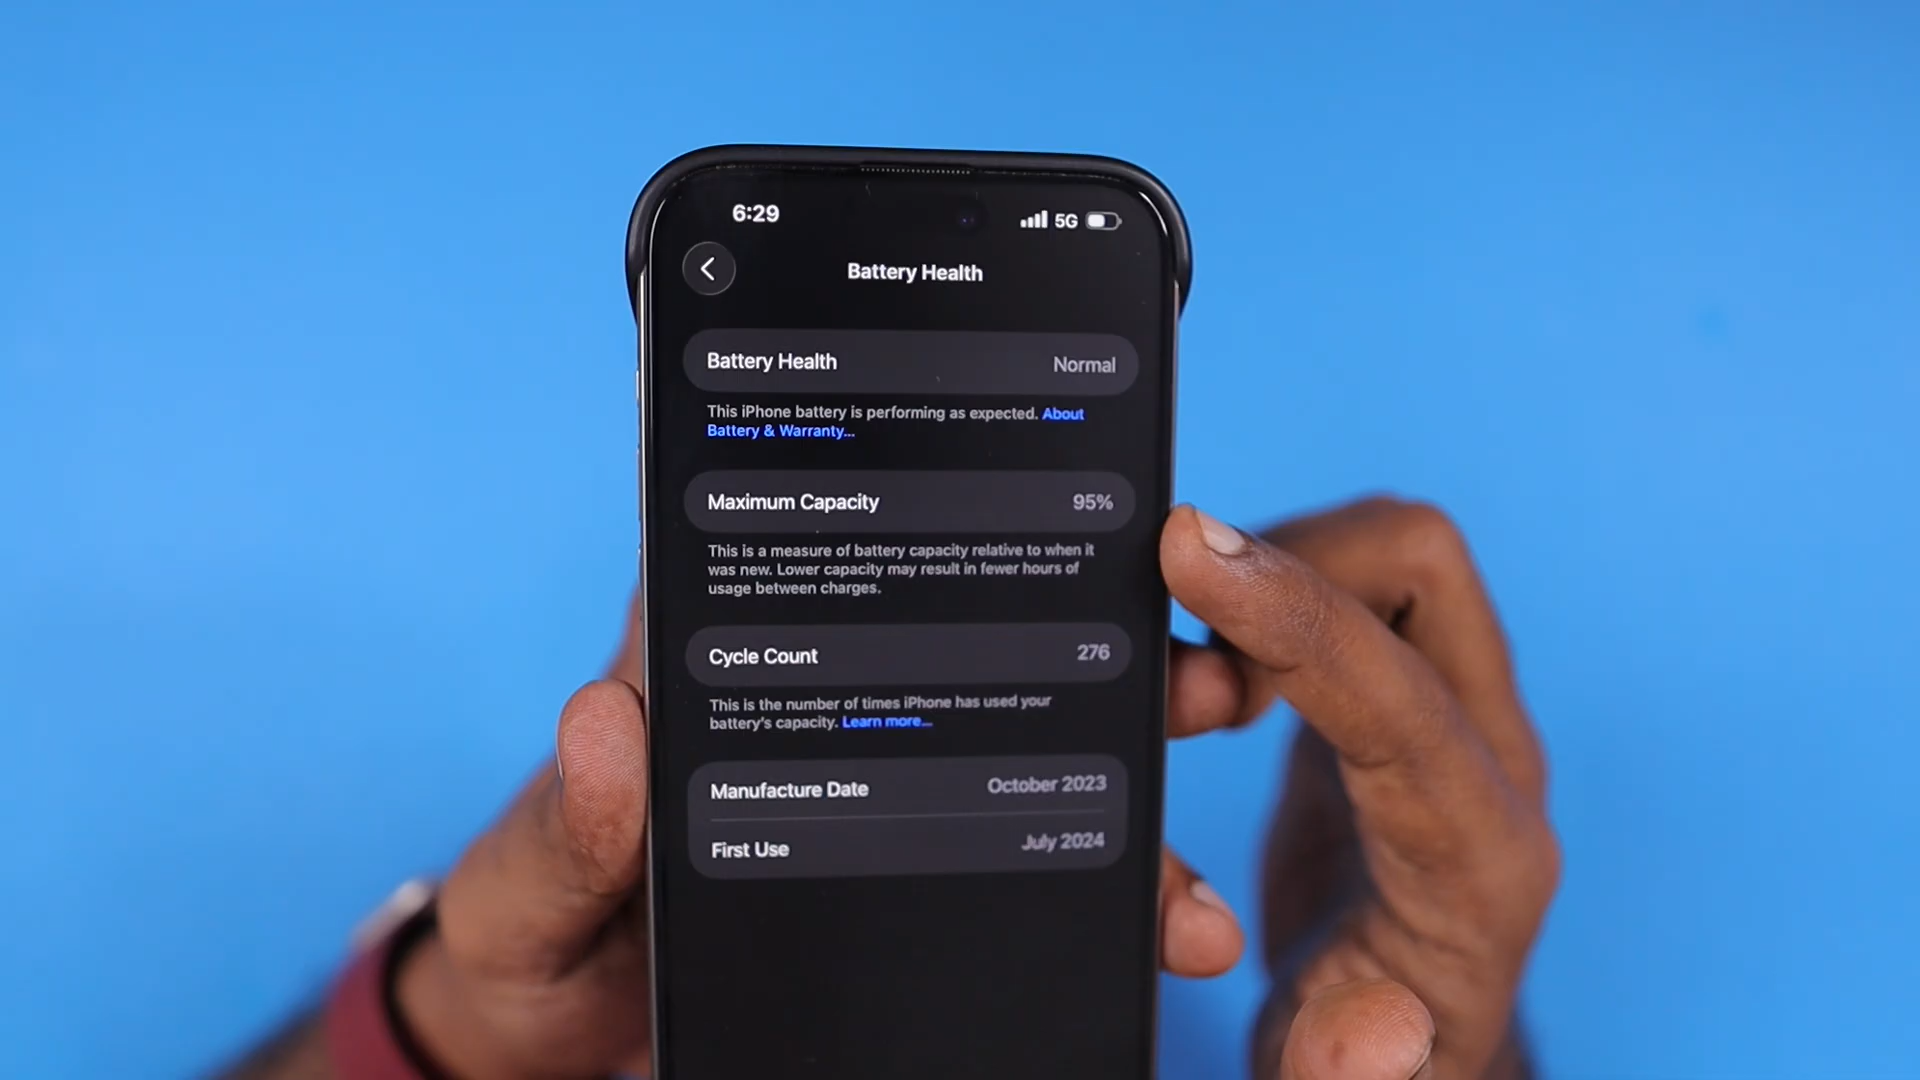 6:29 5G
Battery Health
Battery Health Normal
This iPhone battery is performing as expected. About
Battery & Warranty...
Maximum Capacity 95%
This is a measure of battery capacity relative to when it
was new. Lower capacity may result in fewer hours of
usage between charges.
Cycle Count 276
This is the number of times iPhone has used your
battery's capacity. Learn more...
Manufacture Date October 2023
First Use July 2024